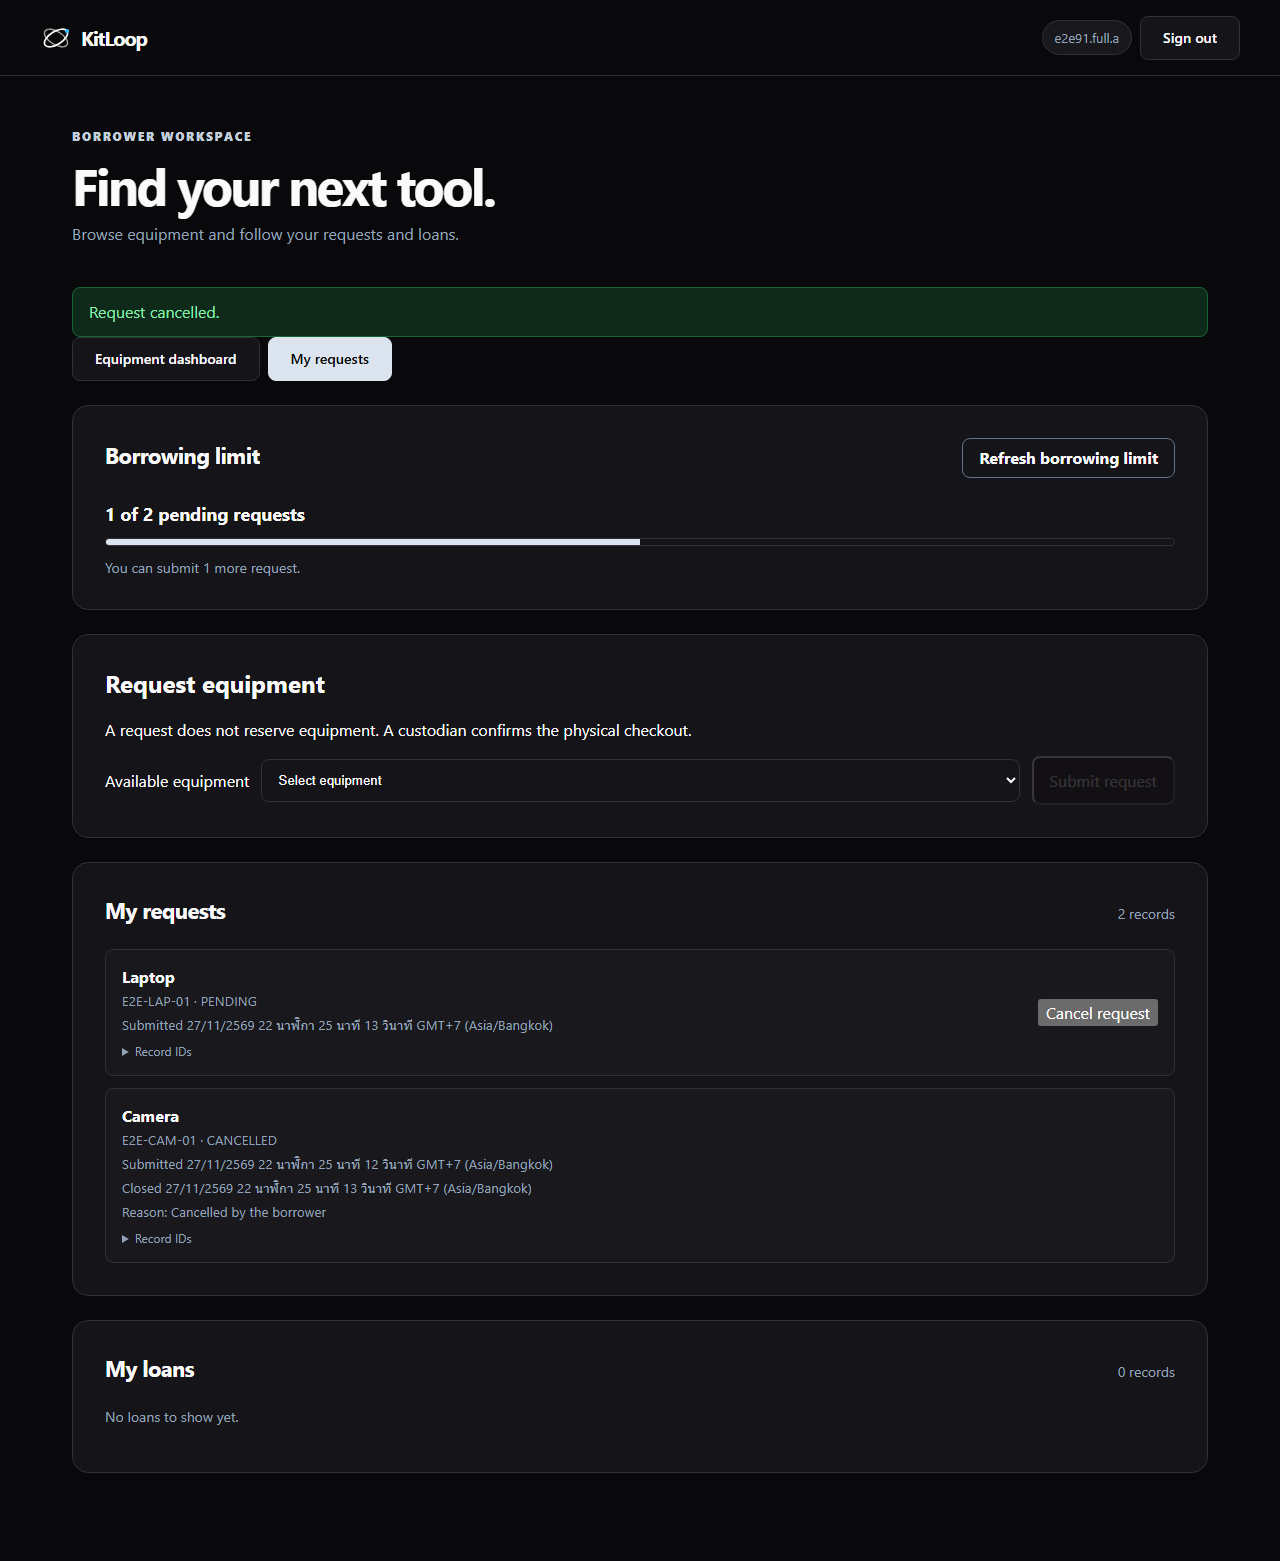 KitLoop
e2e91.full.a
Sign out
BORROWER WORKSPACE
Find your next tool.
Browse equipment and follow your requests and loans.
Request cancelled.
Equipment dashboard
My requests
Borrowing limit
Refresh borrowing limit
1 of 2 pending requests
You can submit 1 more request.
Request equipment
A request does not reserve equipment. A custodian confirms the physical checkout.
Available equipment
Select equipment
Submit request
My requests
2 records
Laptop
E2E-LAP-01 · PENDING
Submitted 27/11/2569 22 นาฬิกา 25 นาที 13 วินาที GMT+7 (Asia/Bangkok)
Record IDs
Cancel request
Camera
E2E-CAM-01 · CANCELLED
Submitted 27/11/2569 22 นาฬิกา 25 นาที 12 วินาที GMT+7 (Asia/Bangkok)
Closed 27/11/2569 22 นาฬิกา 25 นาที 13 วินาที GMT+7 (Asia/Bangkok)
Reason: Cancelled by the borrower
Record IDs
My loans
0 records
No loans to show yet.